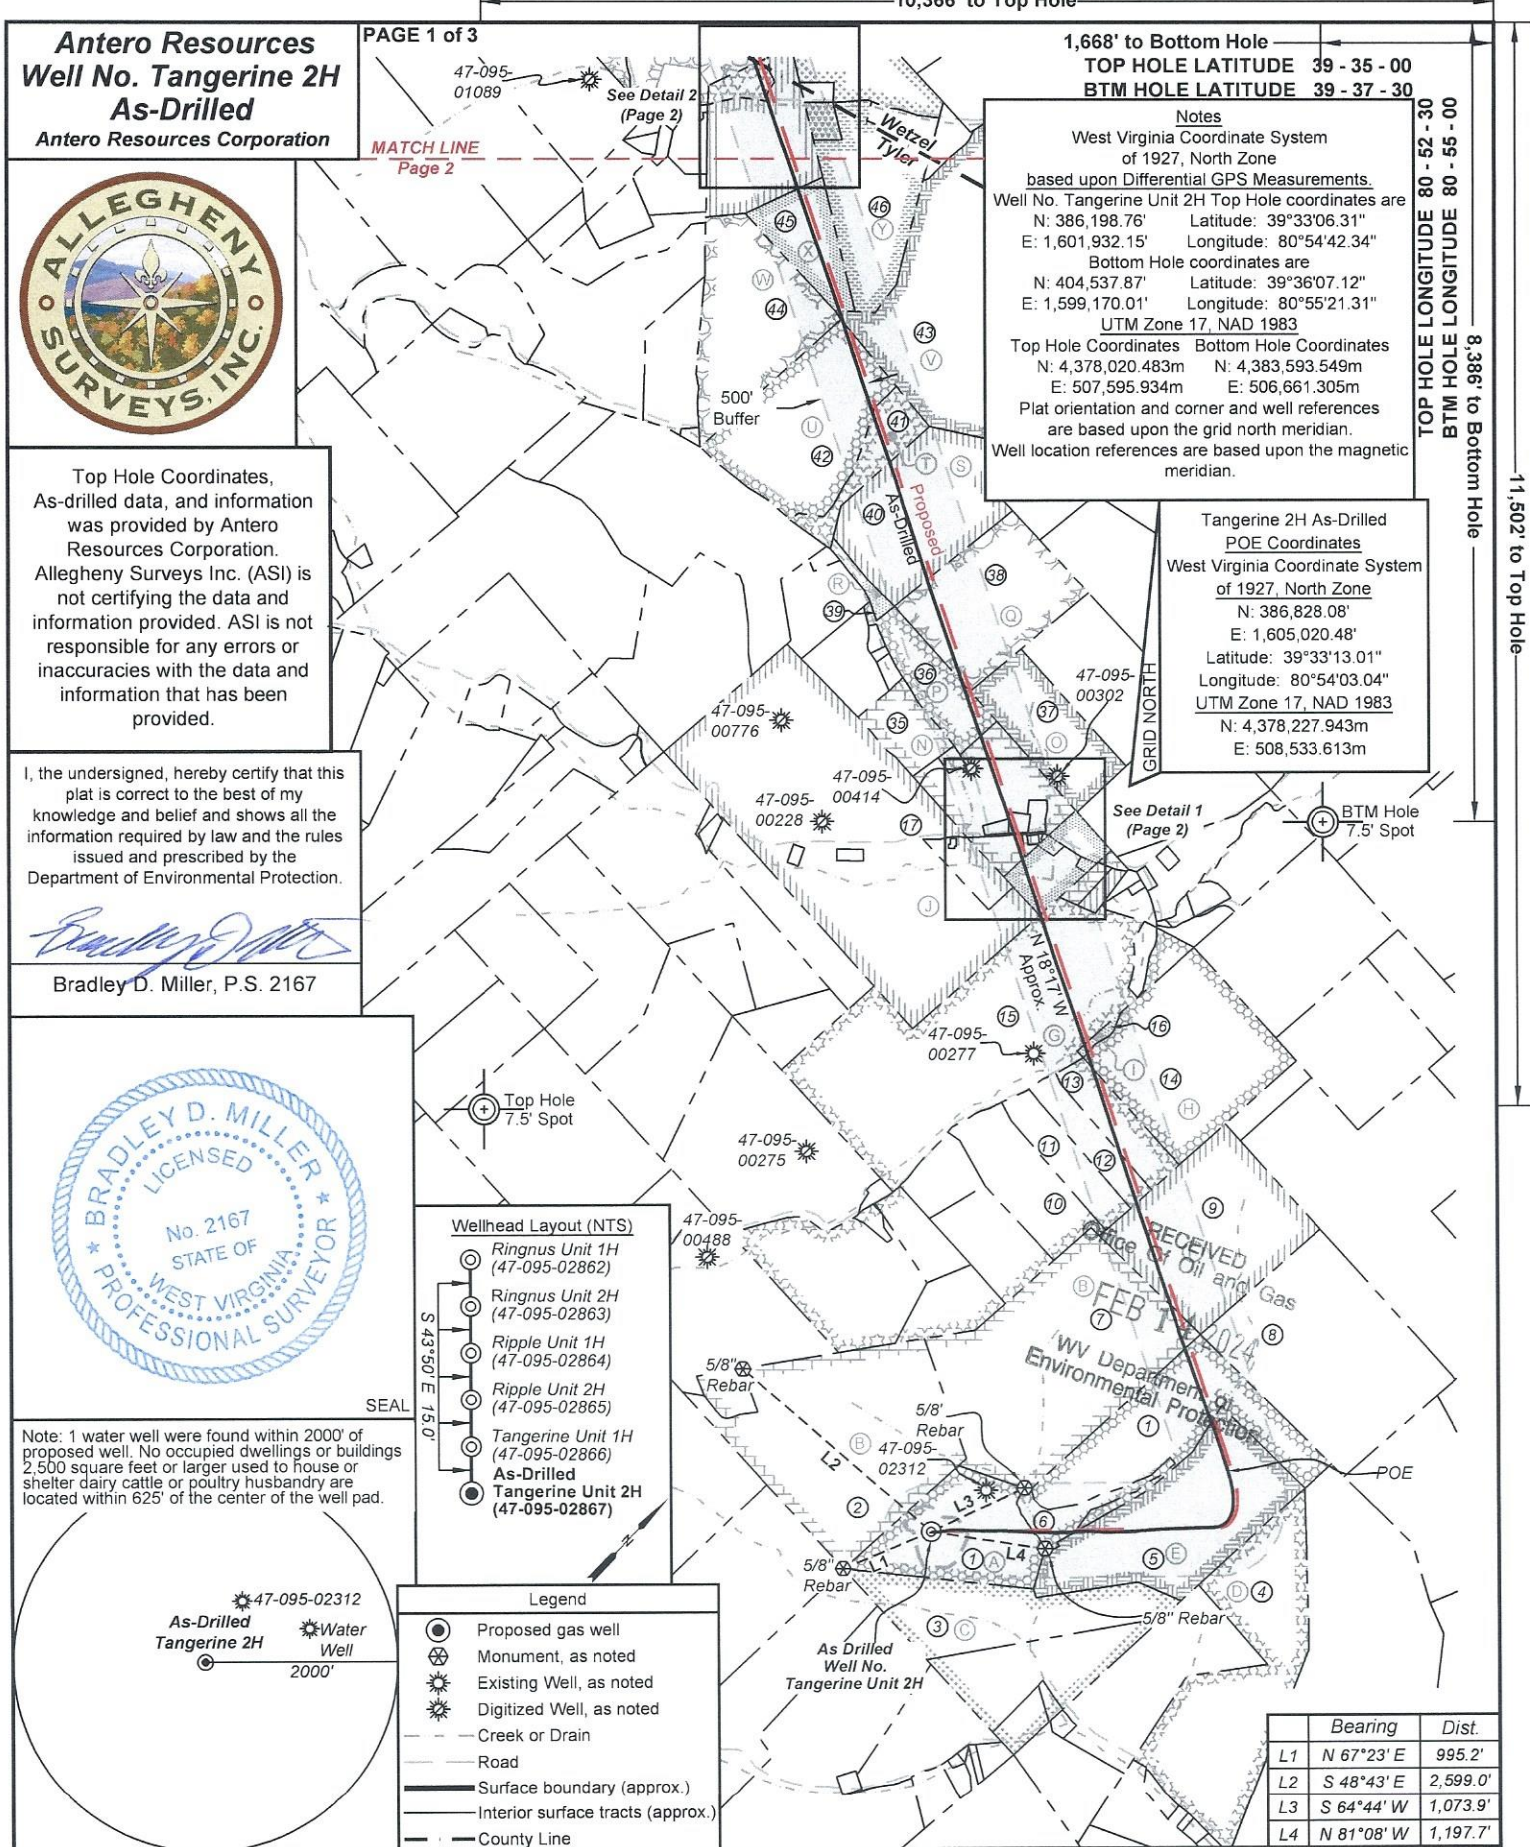 10,366' to Top Hole
Antero Resources
Well No. Tangerine 2H
As-Drilled
Antero Resources Corporation
PAGE 1 of 3
1,668' to Bottom Hole
TOP HOLE LATITUDE 39 - 35 - 00
BTM HOLE LATITUDE 39 - 37 - 30
TOP HOLE LONGITUDE 80 - 52 - 30
BTM HOLE LONGITUDE 80 - 55 - 00
8,386' to Bottom Hole
11,502' to Top Hole
47-095-
01089
See Detail 2
(Page 2)
MATCH LINE
Page 2
Wetzel
Tyler
ALLEGHENY
SURVEYS, INC.
Notes
West Virginia Coordinate System
of 1927, North Zone
based upon Differential GPS Measurements.
Well No. Tangerine Unit 2H Top Hole coordinates are
N: 386,198.76' Latitude: 39°33'06.31"
E: 1,601,932.15' Longitude: 80°54'42.34"
Bottom Hole coordinates are
N: 404,537.87' Latitude: 39°36'07.12"
E: 1,599,170.01' Longitude: 80°55'21.31"
UTM Zone 17, NAD 1983
Top Hole Coordinates Bottom Hole Coordinates
N: 4,378,020.483m N: 4,383,593.549m
E: 507,595.934m E: 506,661.305m
Plat orientation and corner and well references
are based upon the grid north meridian.
Well location references are based upon the magnetic
meridian.
45
46
Y
X
W
44
43
V
500'
Buffer
41
U
42
T
S
Top Hole Coordinates,
As-drilled data, and information
was provided by Antero
Resources Corporation.
Allegheny Surveys Inc. (ASI) is
not certifying the data and
information provided. ASI is not
responsible for any errors or
inaccuracies with the data and
information that has been
provided.
40
As-Drilled
Proposed
Tangerine 2H As-Drilled
POE Coordinates
West Virginia Coordinate System
of 1927, North Zone
N: 386,828.08'
E: 1,605,020.48'
Latitude: 39°33'13.01"
Longitude: 80°54'03.04"
UTM Zone 17, NAD 1983
N: 4,378,227.943m
E: 508,533.613m
GRID NORTH
38
R
39
Q
36
P
47-095-
00302
37
47-095-
00776
35
N
O
47-095-
00414
47-095-
00228
17
See Detail 1
(Page 2)
BTM Hole
7.5' Spot
J
I, the undersigned, hereby certify that this
plat is correct to the best of my
knowledge and belief and shows all the
information required by law and the rules
issued and prescribed by the
Department of Environmental Protection.
Bradley D. Miller, P.S. 2167
N 18°17' W
Approx.
15
G
16
47-095-
00277
13
I
14
H
Top Hole
7.5' Spot
BRADLEY D. MILLER
LICENSED
No. 2167
STATE OF
WEST VIRGINIA
PROFESSIONAL SURVEYOR
SEAL
47-095-
00275
11
12
10
9
47-095-
00488
Wellhead Layout (NTS)
Ringnus Unit 1H
(47-095-02862)
Ringnus Unit 2H
(47-095-02863)
Ripple Unit 1H
(47-095-02864)
Ripple Unit 2H
(47-095-02865)
Tangerine Unit 1H
(47-095-02866)
As-Drilled
Tangerine Unit 2H
(47-095-02867)
S 43°50' E 15.0'
N
RECEIVED
Office Of Oil and Gas
B
7
8
WV Department of
Environmental Protection
5/8"
Rebar
1
5/8'
Rebar
L2
B
47-095-
02312
POE
2
L3
6
1
A
L4
5
E
L1
5/8"
Rebar
D
4
3
C
5/8" Rebar
As Drilled
Well No.
Tangerine Unit 2H
Note: 1 water well were found within 2000' of
proposed well. No occupied dwellings or buildings
2,500 square feet or larger used to house or
shelter dairy cattle or poultry husbandry are
located within 625' of the center of the well pad.
47-095-02312
As-Drilled
Tangerine 2H
Water
Well
2000'
Legend
Proposed gas well
Monument, as noted
Existing Well, as noted
Digitized Well, as noted
Creek or Drain
Road
Surface boundary (approx.)
Interior surface tracts (approx.)
County Line
Bearing Dist.
L1 N 67°23' E 995.2'
L2 S 48°43' E 2,599.0'
L3 S 64°44' W 1,073.9'
L4 N 81°08' W 1,197.7'